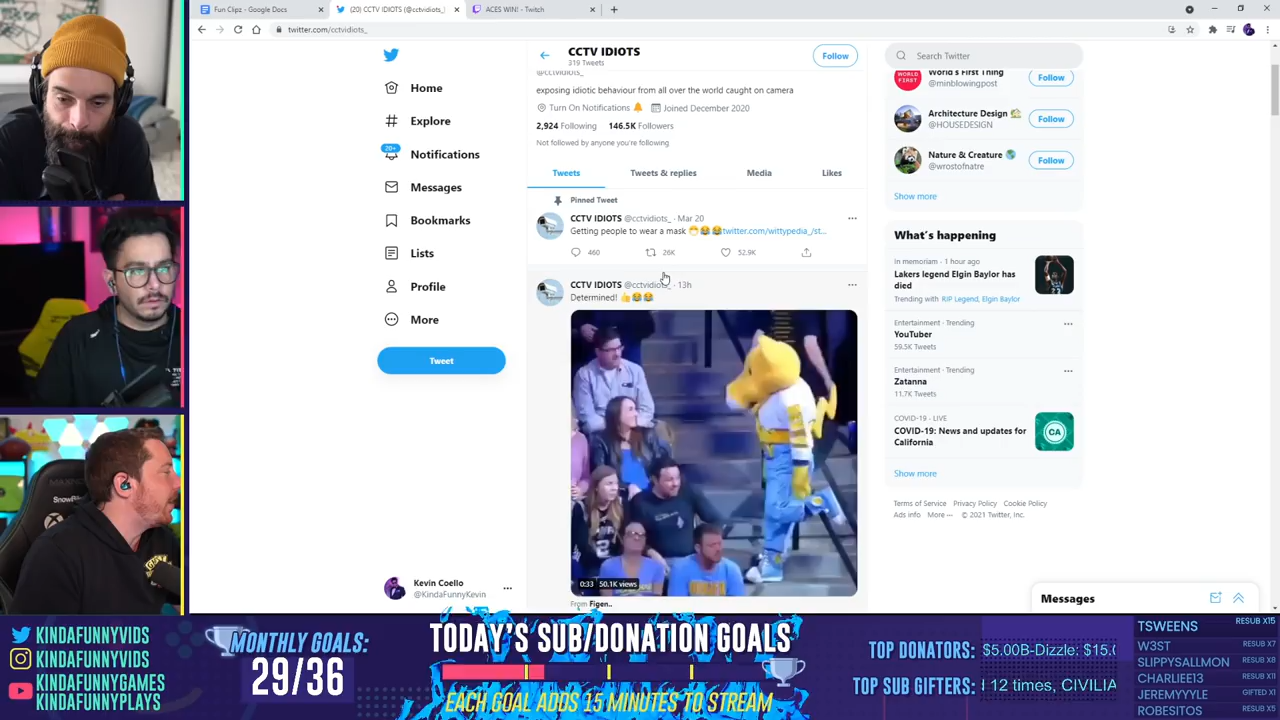 Fun Clipz - Google Docs
(20) CCTV IDIOTS (@cctvidiots_)
ACES WIN! - Twitch
twitter.com/cctvidiots_
CCTV IDIOTS
319 Tweets
Follow
@cctvidiots_
exposing idiotic behaviour from all over the world caught on camera
Turn On Notifications 🔔 Joined December 2020
2,924 Following 146.5K Followers
Not followed by anyone you're following
Tweets
Tweets & replies
Media
Likes
Pinned Tweet
CCTV IDIOTS @cctvidiots_ · Mar 20
Getting people to wear a mask 😷😂😂twitter.com/wittypedia_/st...
460 26K 52.9K
CCTV IDIOTS @cctvidiots_ · 13h
Determined! 👍😂😂
0:33 50.1K views
From Figen..
Home
Explore
20+
Notifications
Messages
Bookmarks
Lists
Profile
More
Tweet
Kevin Coello
@KindaFunnyKevin
Search Twitter
WORLD FIRST
World's First Thing
@minblowingpost
Follow
Architecture Design 🏡
@HOUSEDESIGN
Follow
Nature & Creature 🌎
@wrostofnatre
Follow
Show more
What's happening
In memoriam · 1 hour ago
Lakers legend Elgin Baylor has
died
Trending with RIP Legend, Elgin Baylor
Entertainment · Trending
YouTuber
59.5K Tweets
Entertainment · Trending
Zatanna
11.7K Tweets
COVID-19 · LIVE
COVID-19: News and updates for
California
CA
Show more
Terms of Service Privacy Policy Cookie Policy
Ads info More ··· © 2021 Twitter, Inc.
Messages
KINDAFUNNYVIDS
KINDAFUNNYVIDS
KINDAFUNNYGAMES
KINDAFUNNYPLAYS
MONTHLY GOALS:
29/36
TODAY'S SUB/DONATION GOALS
EACH GOAL ADDS 15 MINUTES TO STREAM
TOP DONATORS: $5.00B-Dizzle: $15.0
TOP SUB GIFTERS: 12 times, CIVILIA
TSWEENS RESUB X15
W3ST RESUB X7
SLIPPYSALLMON RESUB X8
CHARLIEE13 RESUB X11
JEREMYYYLE GIFTED X1
ROBESITOS RESUB X5